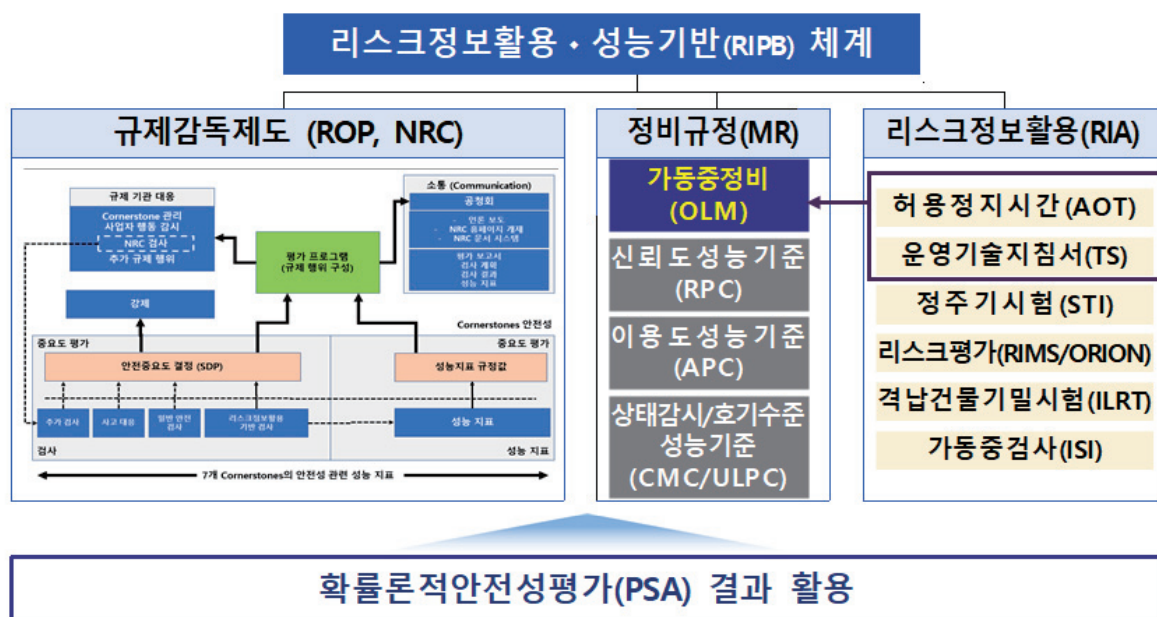 리스크정보활용·성능기반(RIPB) 체계
규제감독제도 (ROP, NRC)
규제 기관 대응
Cornerstone 관리
사업자 행동 감시
NRC 검사
추가 규제 행위
강제
평가 프로그램
(규제 행위 구성)
소통 (Communication)
공청회
- 언론 보도
- NRC 홈페이지 게재
- NRC 문서 시스템
평가 보고서
검사 계획
검사 결과
성능 지표
Cornerstones 안전성
중요도 평가
중요도 평가
안전중요도 결정 (SDP)
성능지표 규정값
추가 검사
사고 대응
일반 안전
검사
리스크정보활용
기반 검사
성능 지표
검사
성능 지표
7개 Cornerstones의 안전성 관련 성능 지표
정비규정(MR)
가동중정비
(OLM)
신뢰도성능기준
(RPC)
이용도성능기준
(APC)
상태감시/호기수준
성능기준
(CMC/ULPC)
리스크정보활용(RIA)
허용정지시간(AOT)
운영기술지침서(TS)
정주기시험(STI)
리스크평가(RIMS/ORION)
격납건물기밀시험(ILRT)
가동중검사(ISI)
확률론적안전성평가(PSA) 결과 활용